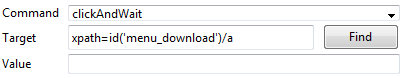 Command clickAndWait
Target xpath=id('menu_download')/a Find
Value